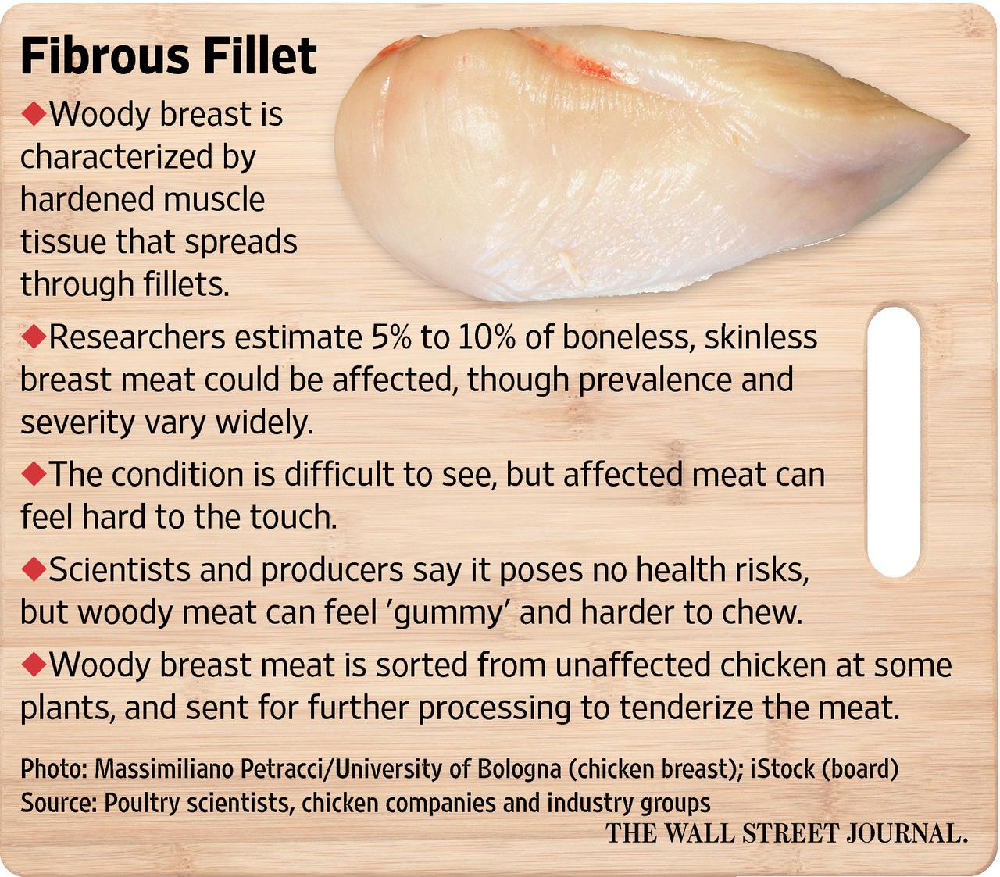 Fibrous Fillet
◆Woody breast is
characterized by
hardened muscle
tissue that spreads
through fillets.
◆Researchers estimate 5% to 10% of boneless, skinless
breast meat could be affected, though prevalence and
severity vary widely.
◆The condition is difficult to see, but affected meat can
feel hard to the touch.
◆Scientists and producers say it poses no health risks,
but woody meat can feel ′gummy′ and harder to chew.
◆Woody breast meat is sorted from unaffected chicken at some
plants, and sent for further processing to tenderize the meat.
Photo: Massimiliano Petracci/University of Bologna (chicken breast); iStock (board)
Source: Poultry scientists, chicken companies and industry groups
THE WALL STREET JOURNAL.